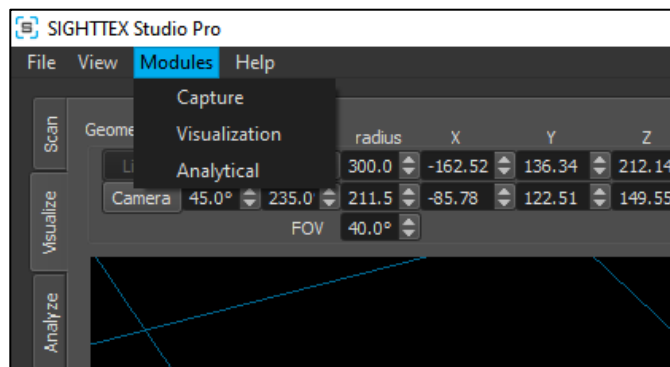 SIGHTTEX Studio Pro
File View Modules Help
Capture
Visualization
Analytical
Scan
Visualize
Analyze
radius X Y Z
300.0 -162.52 136.34 212.14
Camera 45.0° 235.0° 211.5 -85.78 122.51 149.55
FOV 40.0°